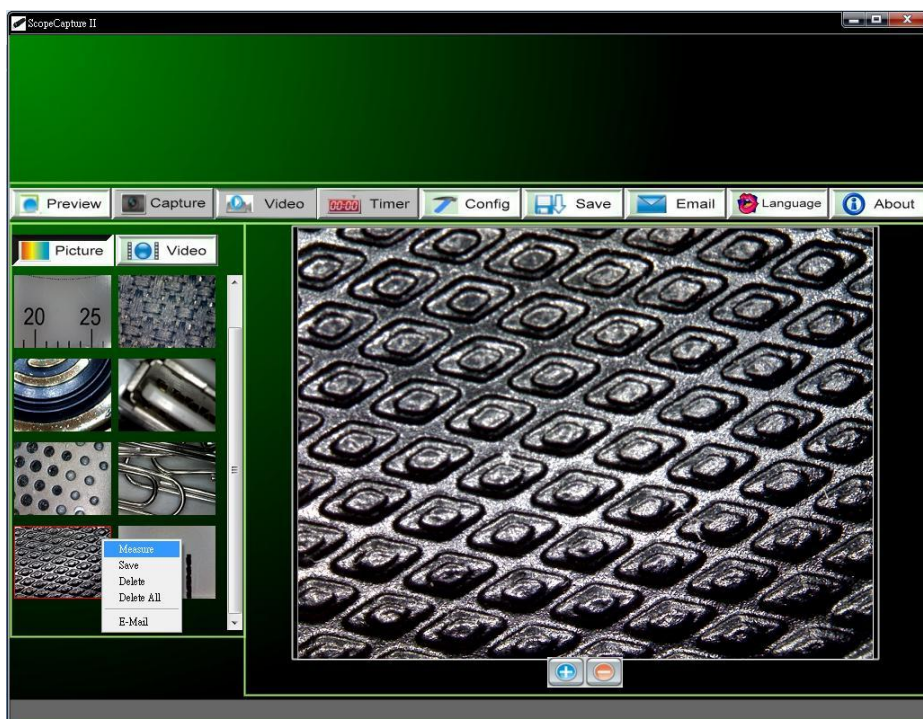 ScopeCapture II
Preview
Capture
Video
00:00 Timer
Config
Save
Email
Language
About
Picture
Video
20 25
Measure
Save
Delete
Delete All
E-Mail